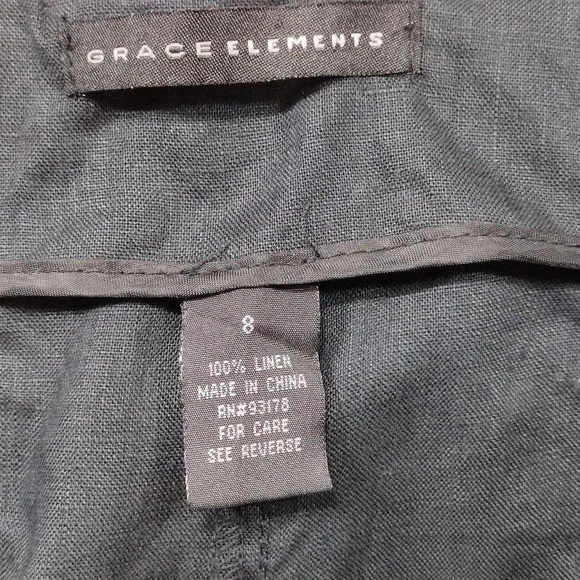 GRACE ELEMENTS
8
100% LINEN
MADE IN CHINA
RN#93178
FOR CARE
SEE REVERSE